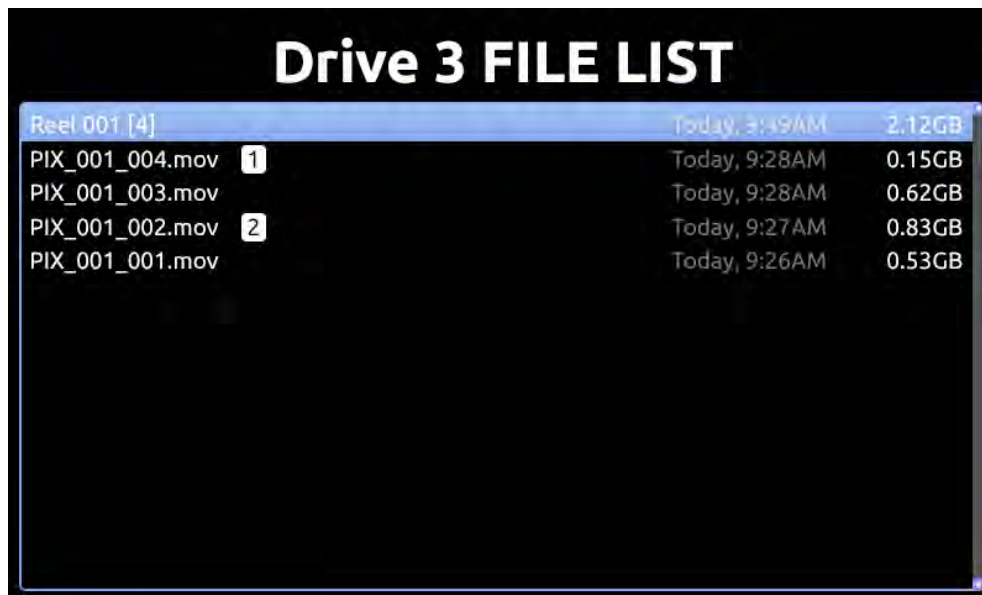 Drive 3 FILE LIST
Reel 001 [4] Today, 9:49AM 2.12GB
PIX_001_004.mov 1 Today, 9:28AM 0.15GB
PIX_001_003.mov Today, 9:28AM 0.62GB
PIX_001_002.mov 2 Today, 9:27AM 0.83GB
PIX_001_001.mov Today, 9:26AM 0.53GB